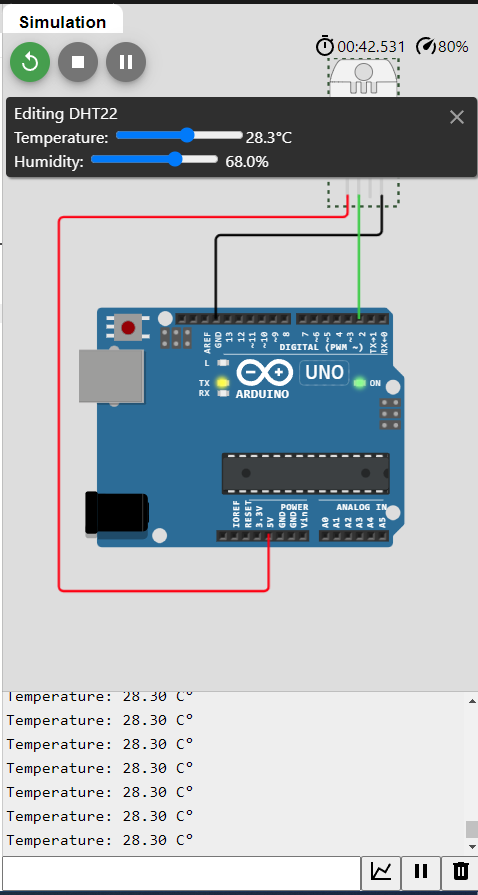 Simulation
00:42.531 80%
Editing DHT22
Temperature: 28.3°C
Humidity: 68.0%
AREF GND 13 12 ~11 ~10 ~9 8 7 ~6 ~5 4 ~3 2 TX→1 RX←0
DIGITAL (PWM ~)
L
TX
RX
ARDUINO
UNO
ON
IOREF RESET 3.3V 5V GND GND Vin
POWER
ANALOG IN
A0 A1 A2 A3 A4 A5
Temperature: 28.30 C°
Temperature: 28.30 C°
Temperature: 28.30 C°
Temperature: 28.30 C°
Temperature: 28.30 C°
Temperature: 28.30 C°
Temperature: 28.30 C°